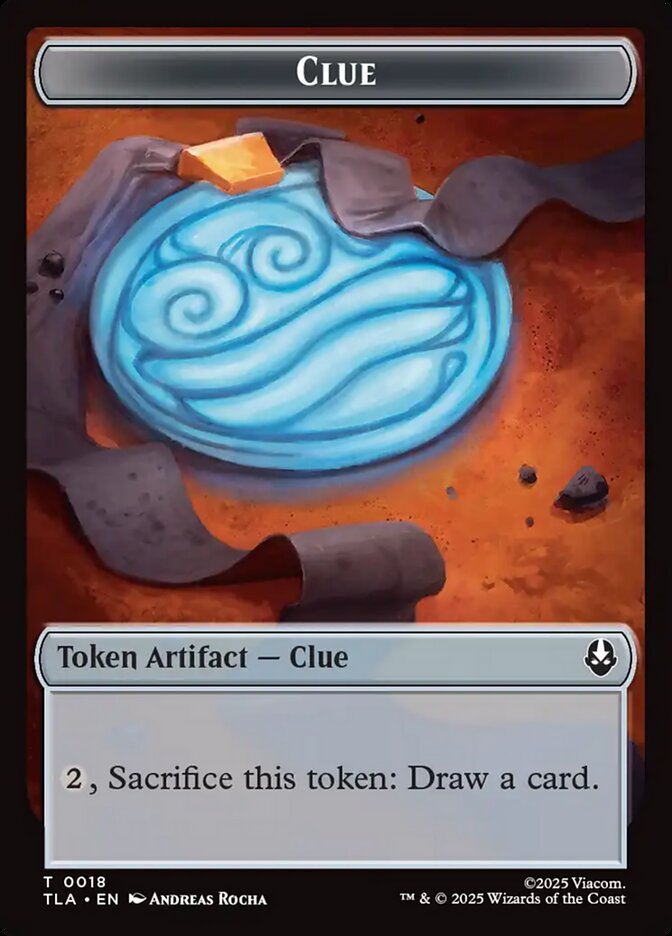 CLUE
Token Artifact — Clue
2, Sacrifice this token: Draw a card.
T 0018
TLA • EN ANDREAS ROCHA
©2025 Viacom.
™ & © 2025 Wizards of the Coast